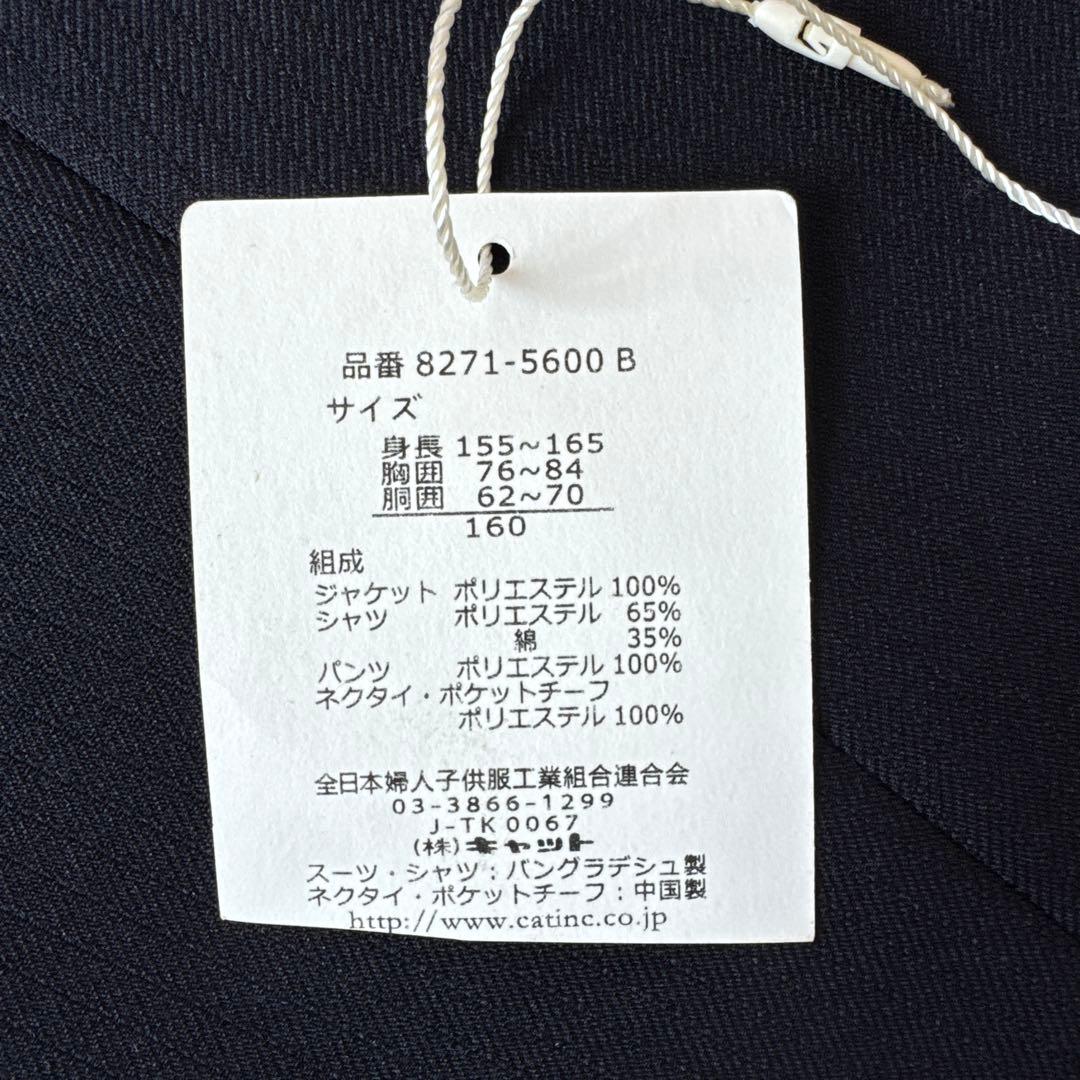 品番 8271-5600 B
サイズ
身長 155～165
胸囲 76～84
胴囲 62～70
160
組成
ジャケット ポリエステル 100%
シャツ ポリエステル 65%
綿 35%
パンツ ポリエステル 100%
ネクタイ・ポケットチーフ
ポリエステル 100%
全日本婦人子供服工業組合連合会
03-3866-1299
J-TK 0067
(株)キャット
スーツ・シャツ：バングラデシュ製
ネクタイ・ポケットチーフ：中国製
http://www.catinc.co.jp